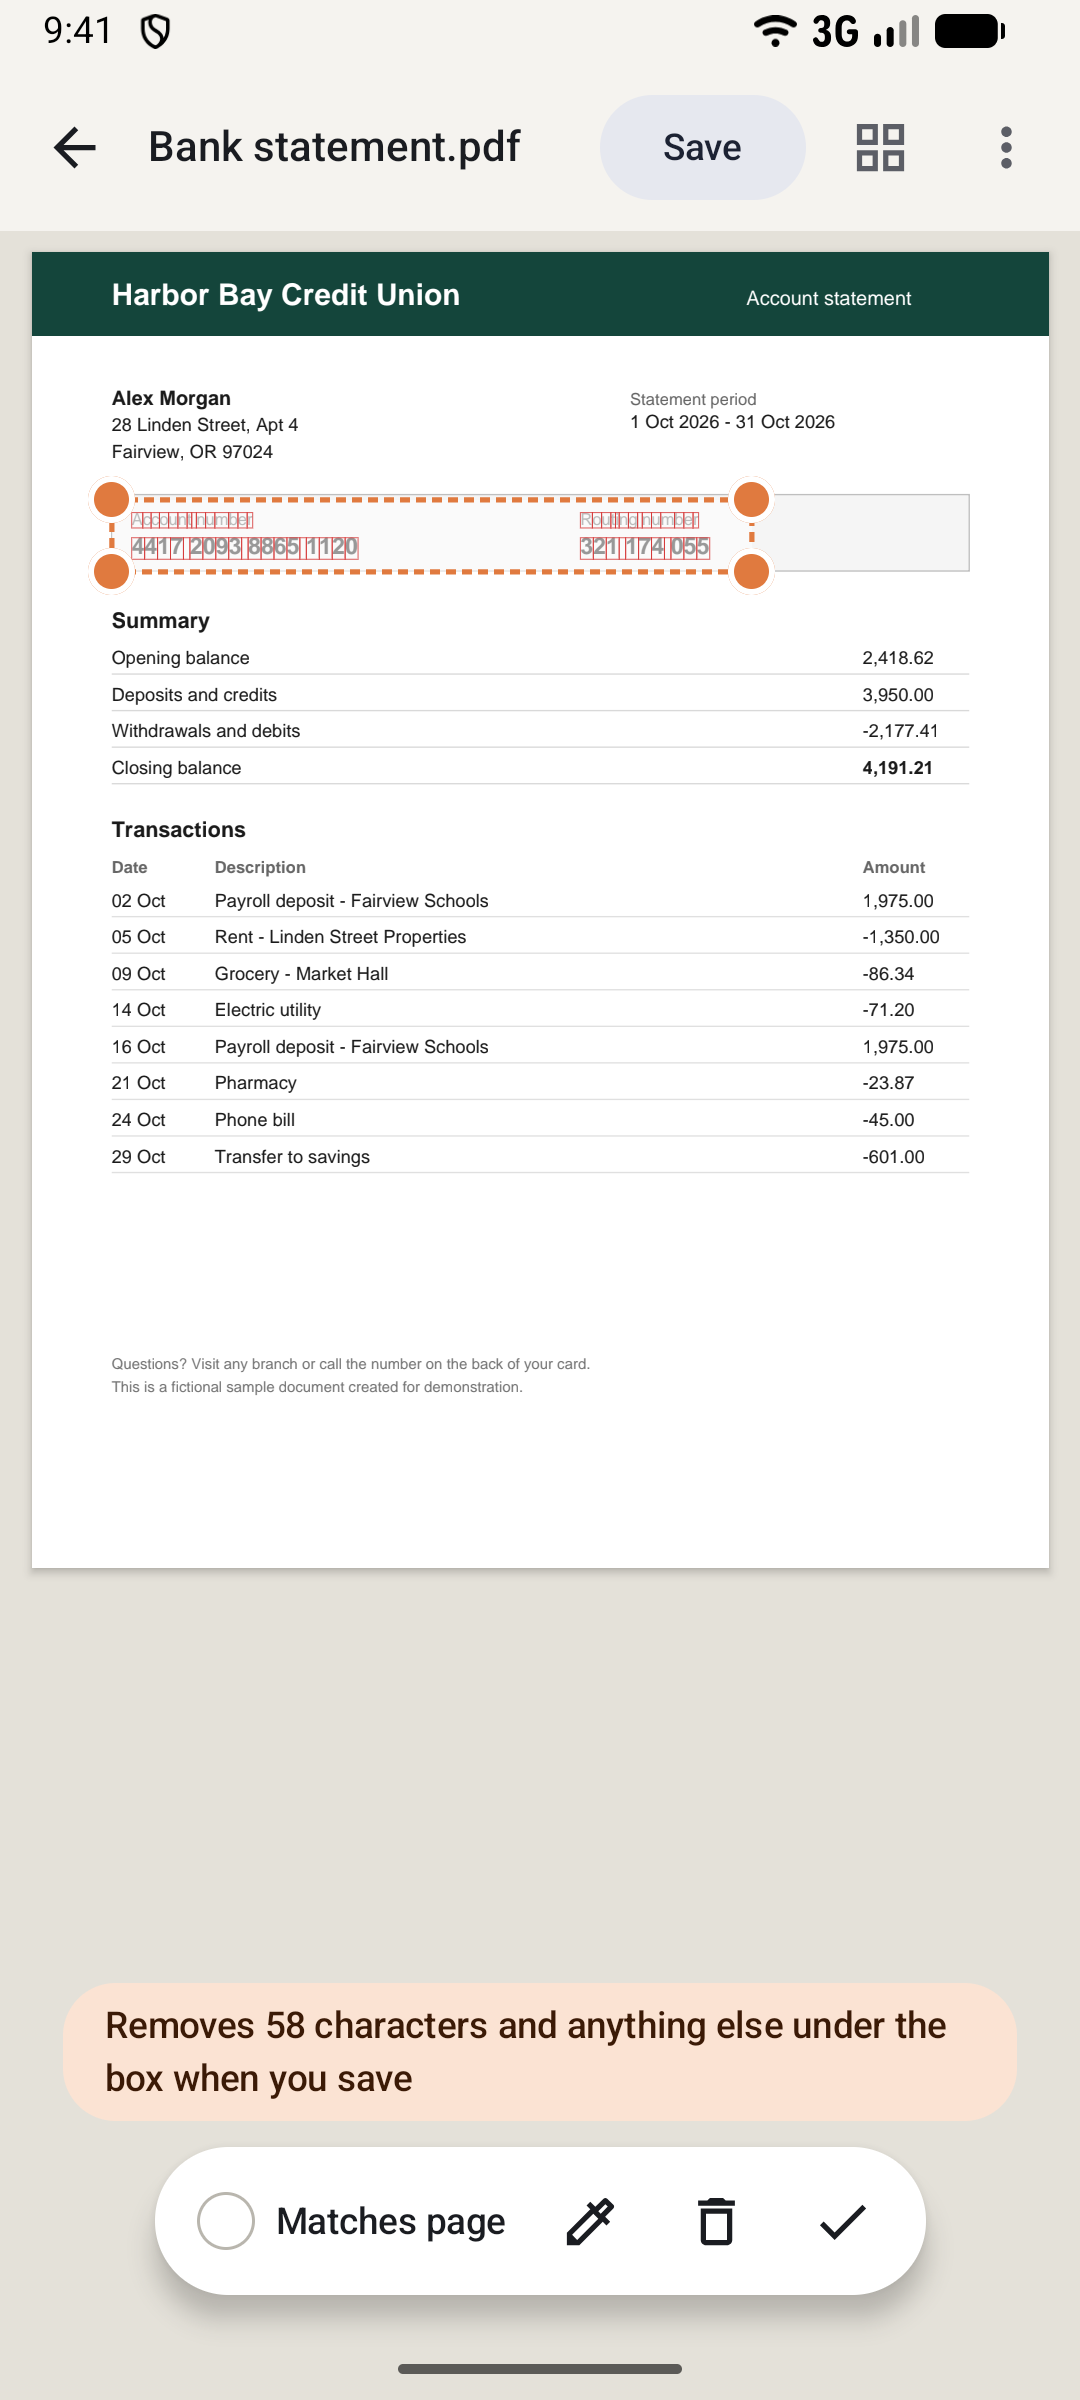 9:41
3G
Bank statement.pdf
Save
Harbor Bay Credit Union
Account statement
Alex Morgan
28 Linden Street, Apt 4
Fairview, OR 97024
Statement period
1 Oct 2026 - 31 Oct 2026
Account number
4417 2093 8865 1120
Routing number
321 174 055
Summary
Opening balance 2,418.62
Deposits and credits 3,950.00
Withdrawals and debits -2,177.41
Closing balance 4,191.21
Transactions
Date Description Amount
02 Oct Payroll deposit - Fairview Schools 1,975.00
05 Oct Rent - Linden Street Properties -1,350.00
09 Oct Grocery - Market Hall -86.34
14 Oct Electric utility -71.20
16 Oct Payroll deposit - Fairview Schools 1,975.00
21 Oct Pharmacy -23.87
24 Oct Phone bill -45.00
29 Oct Transfer to savings -601.00
Questions? Visit any branch or call the number on the back of your card.
This is a fictional sample document created for demonstration.
Removes 58 characters and anything else under the
box when you save
Matches page